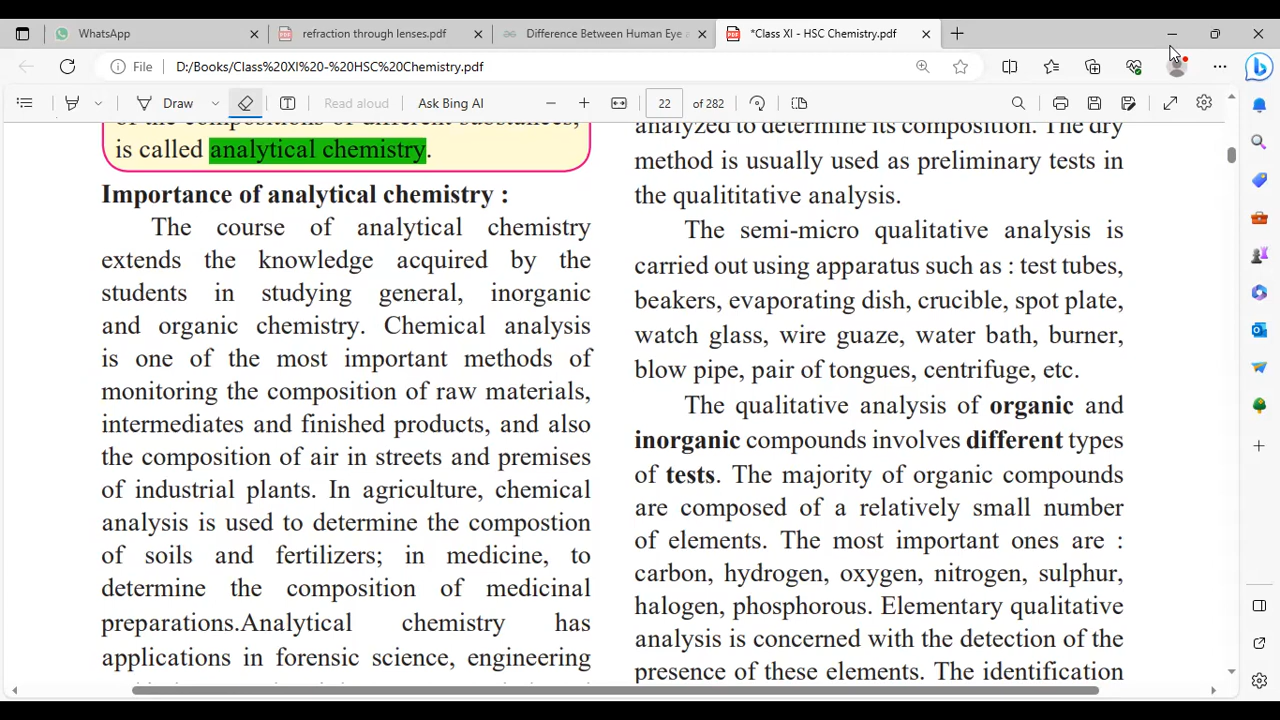 WhatsApp
refraction through lenses.pdf
Difference Between Human Eye a
*Class XI - HSC Chemistry.pdf
File
D:/Books/Class%20XI%20-%20HSC%20Chemistry.pdf
Draw
Read aloud
Ask Bing AI
22
of 282
is called analytical chemistry.
Importance of analytical chemistry :
The course of analytical chemistry
extends the knowledge acquired by the
students in studying general, inorganic
and organic chemistry. Chemical analysis
is one of the most important methods of
monitoring the composition of raw materials,
intermediates and finished products, and also
the composition of air in streets and premises
of industrial plants. In agriculture, chemical
analysis is used to determine the compostion
of soils and fertilizers; in medicine, to
determine the composition of medicinal
preparations.Analytical chemistry has
applications in forensic science, engineering
analyzed to determine its composition. The dry
method is usually used as preliminary tests in
the qualititative analysis.
The semi-micro qualitative analysis is
carried out using apparatus such as : test tubes,
beakers, evaporating dish, crucible, spot plate,
watch glass, wire guaze, water bath, burner,
blow pipe, pair of tongues, centrifuge, etc.
The qualitative analysis of organic and
inorganic compounds involves different types
of tests. The majority of organic compounds
are composed of a relatively small number
of elements. The most important ones are :
carbon, hydrogen, oxygen, nitrogen, sulphur,
halogen, phosphorous. Elementary qualitative
analysis is concerned with the detection of the
presence of these elements. The identification